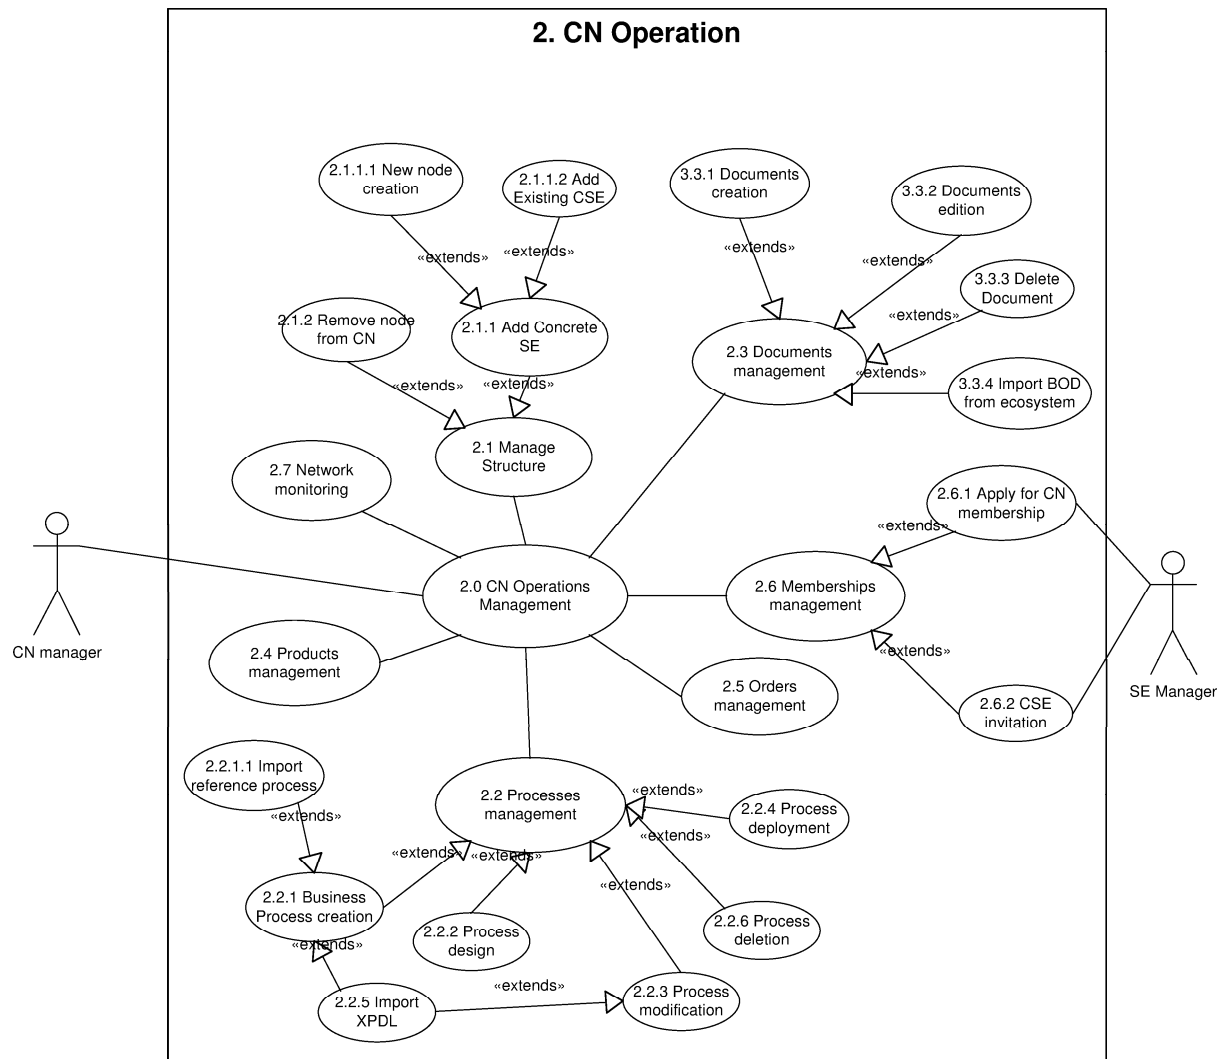 2. CN Operation
2.1.1.1 New node
creation
2.1.1.2 Add
Existing CSE
3.3.1 Documents
creation
3.3.2 Documents
edition
«extends»
«extends»
«extends»
«extends»
3.3.3 Delete
Document
2.1.2 Remove node
from CN
2.1.1 Add Concrete
SE
«extends»
2.3 Documents
management
«extends»
«extends»
«extends»
3.3.4 Import BOD
from ecosystem
2.1 Manage
Structure
2.7 Network
monitoring
2.6.1 Apply for CN
membership
«extends»
2.0 CN Operations
Management
2.6 Memberships
management
CN manager
2.4 Products
management
«extends»
2.5 Orders
management
SE Manager
2.6.2 CSE
invitation
2.2.1.1 Import
reference process
2.2 Processes
management
«extends»
2.2.4 Process
deployment
«extends»
«extends»
«extends»
«extends»
«extends»
2.2.1 Business
Process creation
2.2.2 Process
design
2.2.6 Process
deletion
«extends»
«extends»
2.2.5 Import
XPDL
2.2.3 Process
modification